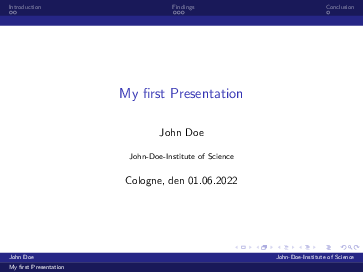 Introduction Findings Conclusion
My first Presentation
John Doe
John-Doe-Institute of Science
Cologne, den 01.06.2022
John Doe John-Doe-Institute of Science
My first Presentation